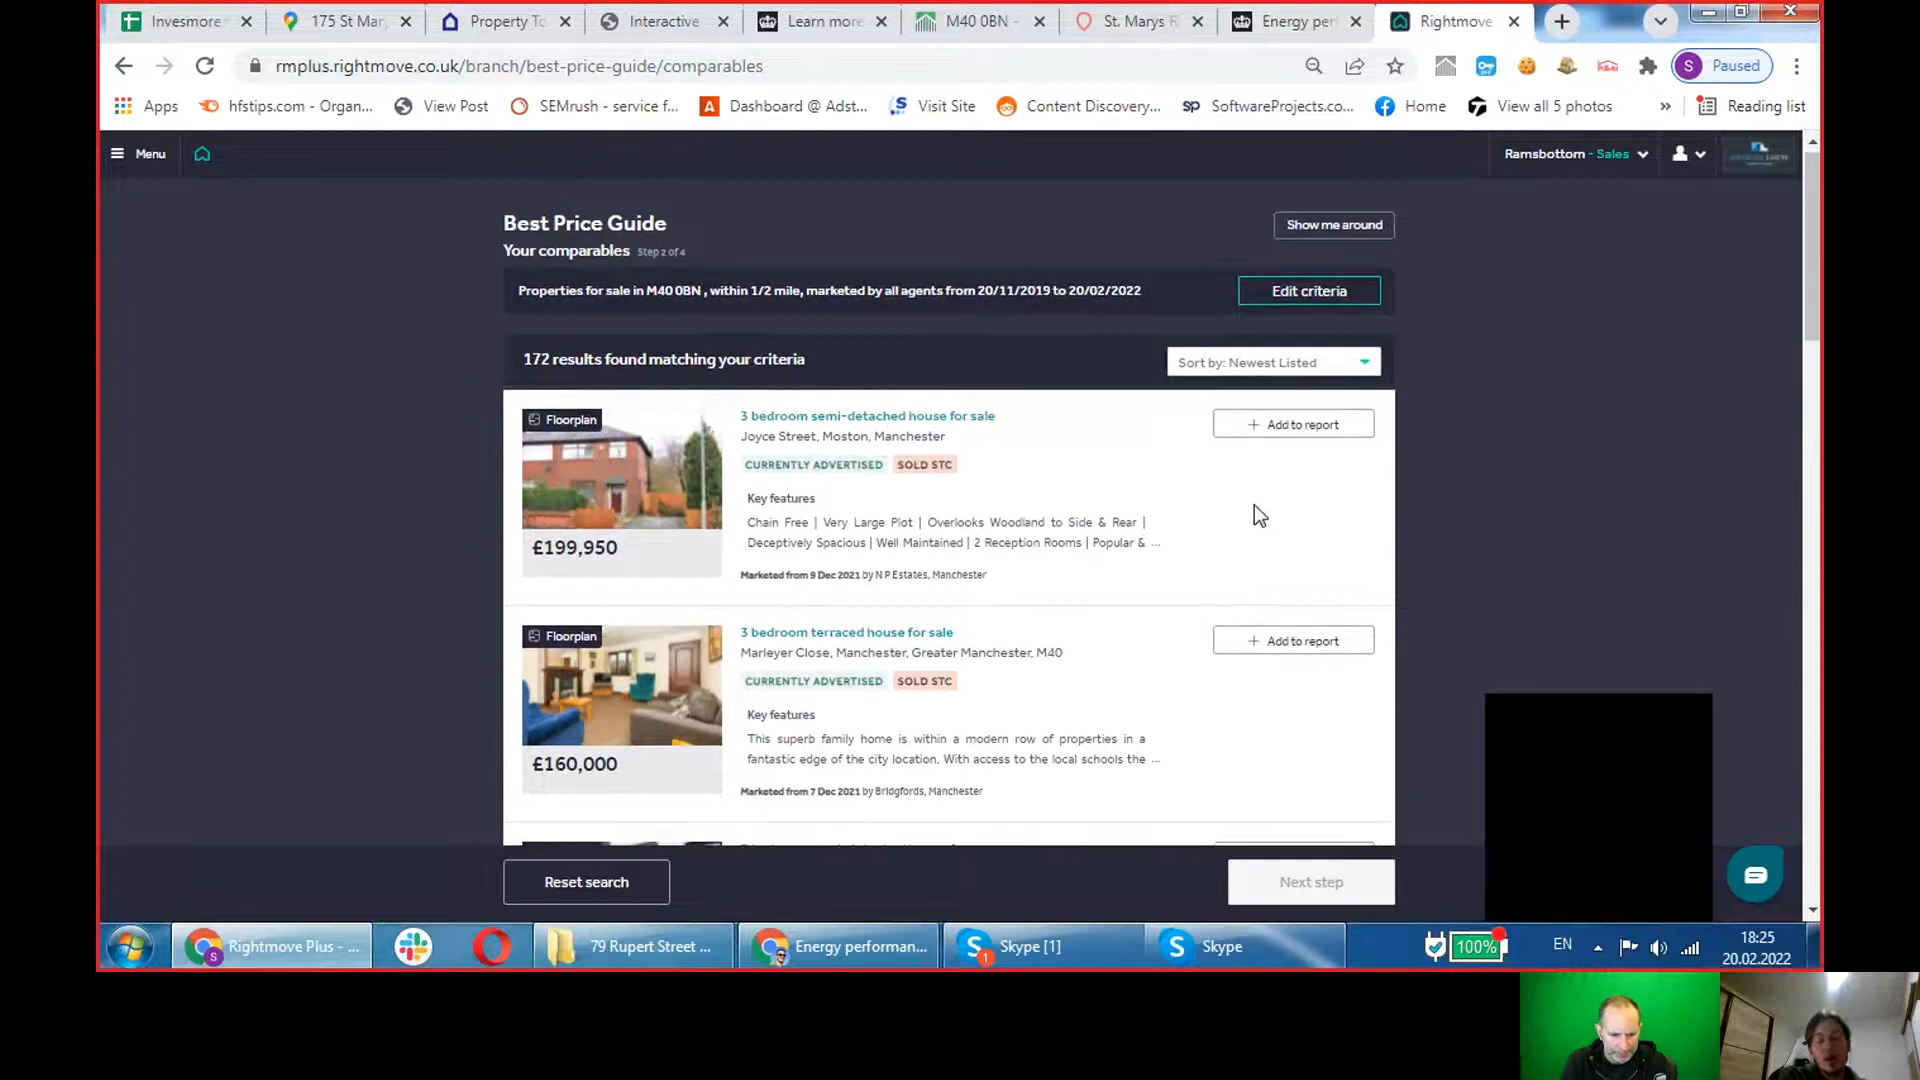 Invesmore
175 St Mar
Property To
Interactive
Learn more
M40 0BN -
St. Marys R
Energy per
Rightmove
rmplus.rightmove.co.uk/branch/best-price-guide/comparables
S Paused
Apps
hfstips.com - Organ...
View Post
SEMrush - service f...
Dashboard @ Adst...
Visit Site
Content Discovery...
SoftwareProjects.co...
Home
View all 5 photos
»
Reading list
Menu
Ramsbottom - Sales
Best Price Guide
Show me around
Your comparables Step 2 of 4
Properties for sale in M40 0BN , within 1/2 mile, marketed by all agents from 20/11/2019 to 20/02/2022
Edit criteria
172 results found matching your criteria
Sort by: Newest Listed
Floorplan
3 bedroom semi-detached house for sale
+ Add to report
Joyce Street, Moston, Manchester
CURRENTLY ADVERTISED SOLD STC
Key features
Chain Free | Very Large Plot | Overlooks Woodland to Side & Rear |
Deceptively Spacious | Well Maintained | 2 Reception Rooms | Popular & ...
£199,950
Marketed from 9 Dec 2021 by N P Estates, Manchester
Floorplan
3 bedroom terraced house for sale
+ Add to report
Marleyer Close, Manchester, Greater Manchester, M40
CURRENTLY ADVERTISED SOLD STC
Key features
This superb family home is within a modern row of properties in a
fantastic edge of the city location. With access to the local schools the ...
£160,000
Marketed from 7 Dec 2021 by Bridgfords, Manchester
Reset search
Next step
Rightmove Plus - ...
79 Rupert Street ...
Energy performan...
Skype [1]
Skype
100%
EN
18:25
20.02.2022